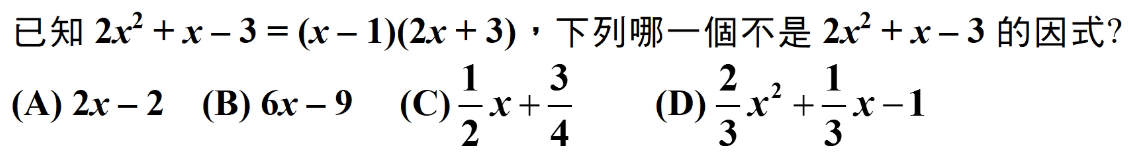 已知 2x² + x – 3 = (x – 1)(2x + 3)，下列哪一個不是 2x² + x – 3 的因式?
(A) 2x – 2 (B) 6x – 9 (C) 1/2 x + 3/4 (D) 2/3 x² + 1/3 x – 1